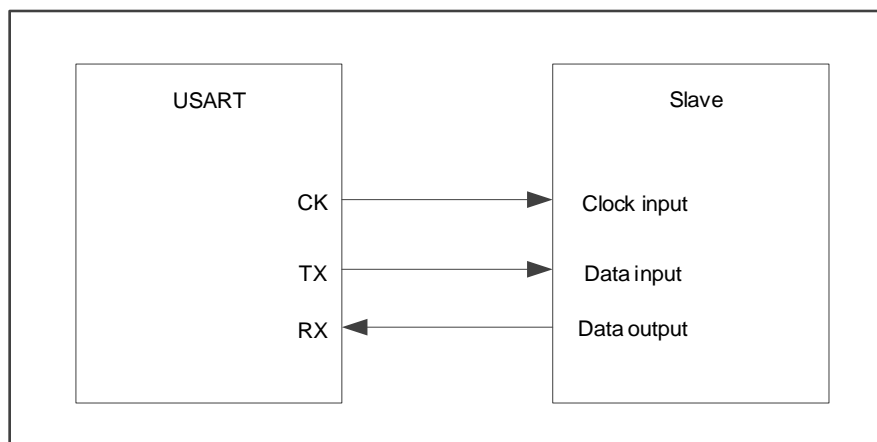 USART
Slave
CK
Clock input
TX
Data input
RX
Data output